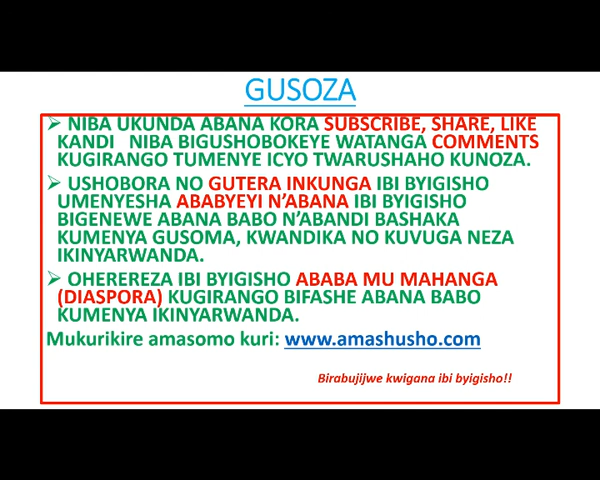 GUSOZA
➢ NIBA UKUNDA ABANA KORA SUBSCRIBE, SHARE, LIKE
KANDI NIBA BIGUSHOBOKEYE WATANGA COMMENTS
KUGIRANGO TUMENYE ICYO TWARUSHAHO KUNOZA.
➢ USHOBORA NO GUTERA INKUNGA IBI BYIGISHO
UMENYESHA ABABYEYI N'ABANA IBI BYIGISHO
BIGENEWE ABANA BABO N'ABANDI BASHAKA
KUMENYA GUSOMA, KWANDIKA NO KUVUGA NEZA
IKINYARWANDA.
➢ OHEREREZA IBI BYIGISHO ABABA MU MAHANGA
(DIASPORA) KUGIRANGO BIFASHE ABANA BABO
KUMENYA IKINYARWANDA.
Mukurikire amasomo kuri: www.amashusho.com
Birabujijwe kwigana ibi byigisho!!